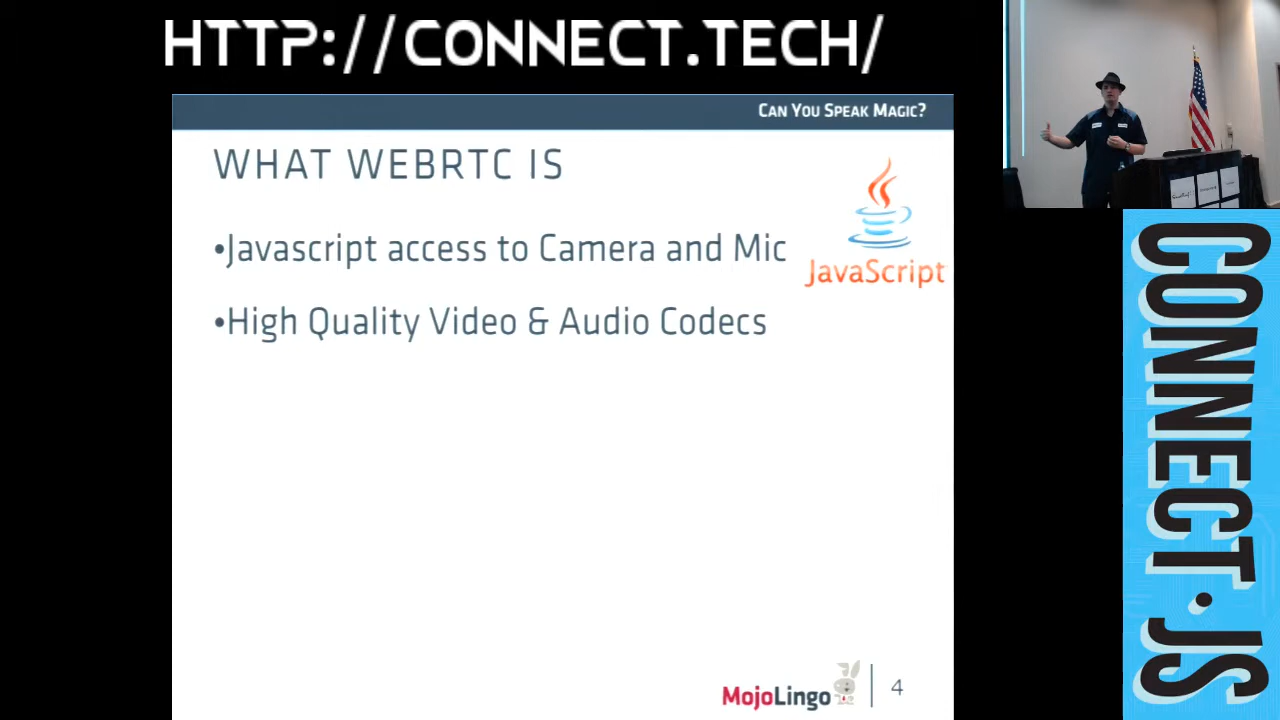 HTTP://CONNECT.TECH/
CAN YOU SPEAK MAGIC?
WHAT WEBRTC IS
•Javascript access to Camera and Mic
JavaScript
•High Quality Video & Audio Codecs
MojoLingo
4
CONNECT•JS